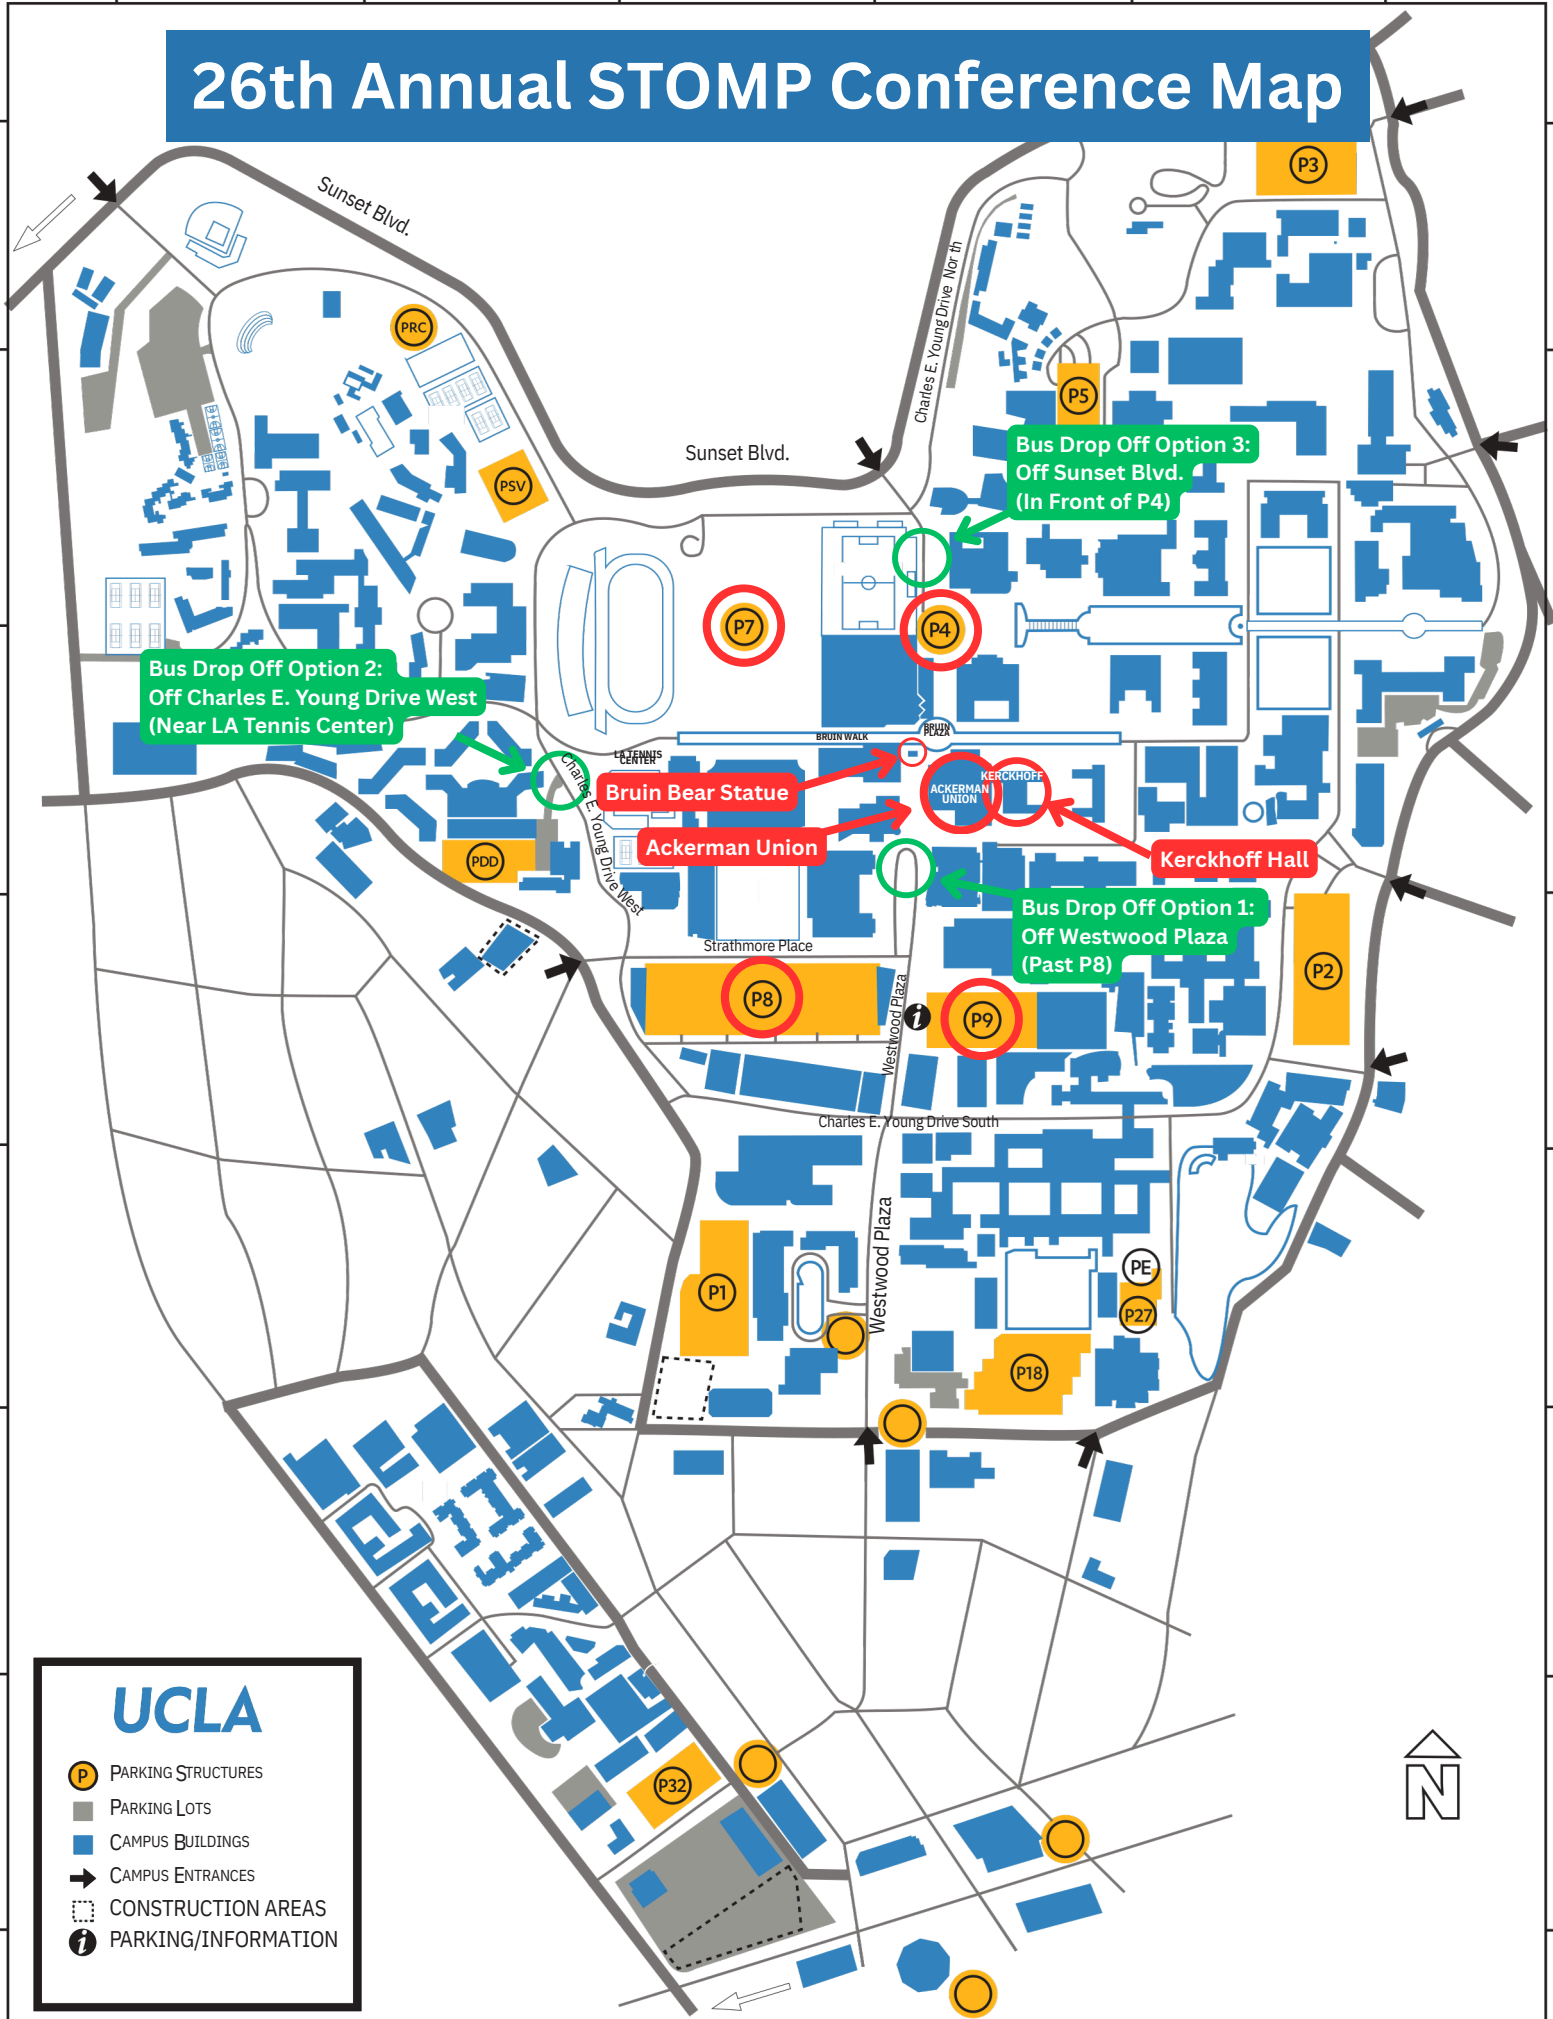 26th Annual STOMP Conference Map
P3
Sunset Blvd.
Charles E. Young Drive North
PRC
P5
Sunset Blvd.
Bus Drop Off Option 3:
Off Sunset Blvd.
(In Front of P4)
PSV
P7
P4
Bus Drop Off Option 2:
Off Charles E. Young Drive West
(Near LA Tennis Center)
BRUIN WALK
BRUIN
PLAZA
LA TENNIS
CENTER
Charles E. Young Drive West
Bruin Bear Statue
ACKERMAN
UNION
KERCKHOFF
Ackerman Union
Kerckhoff Hall
PDD
Bus Drop Off Option 1:
Off Westwood Plaza
(Past P8)
Strathmore Place
P8
Westwood Plaza
i
P9
P2
Charles E. Young Drive South
Westwood Plaza
P1
PE
P27
P18
P32
UCLA
P PARKING STRUCTURES
PARKING LOTS
CAMPUS BUILDINGS
CAMPUS ENTRANCES
CONSTRUCTION AREAS
i PARKING/INFORMATION
N